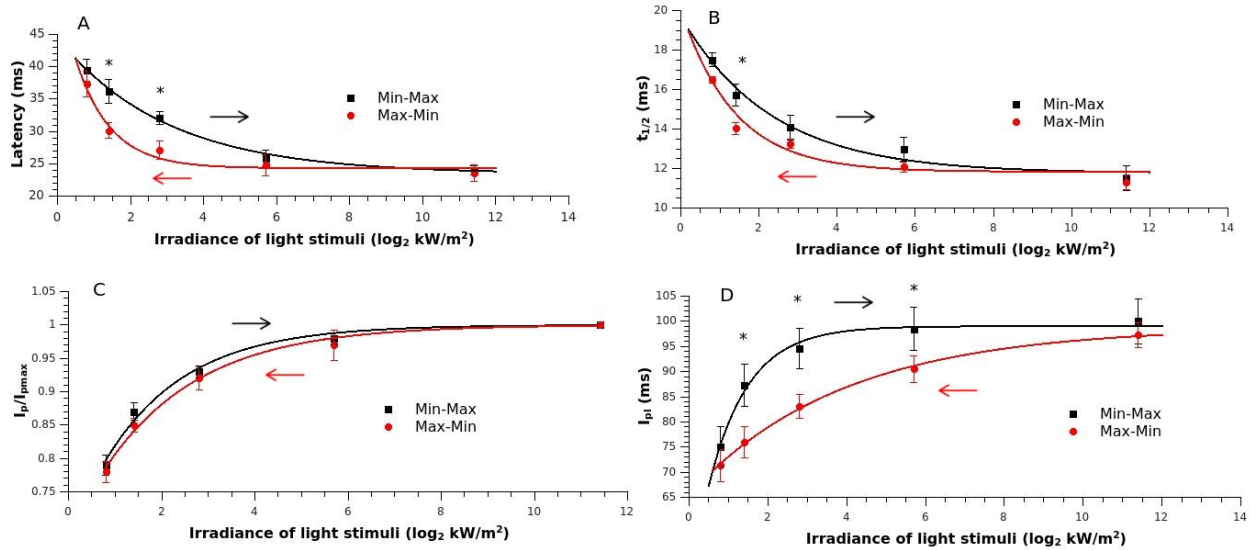 A
Latency (ms)
45
40
35
30
25
20
*
*
Min-Max
Max-Min
0 2 4 6 8 10 12 14
Irradiance of light stimuli (log₂ kW/m²)
B
t₁/₂ (ms)
20
18
16
14
12
10
*
Min-Max
Max-Min
0 2 4 6 8 10 12 14
Irradiance of light stimuli (log₂ kW/m²)
C
Iₚ/Iₚₘₐₓ
1.05
1
0.95
0.9
0.85
0.8
0.75
Min-Max
Max-Min
0 2 4 6 8 10 12
Irradiance of light stimuli (log₂ kW/m²)
D
Iₚₗ (ms)
105
100
95
90
85
80
75
70
65
*
*
*
Min-Max
Max-Min
0 2 4 6 8 10 12 14
Irradiance of light stimuli (log₂ kW/m²)